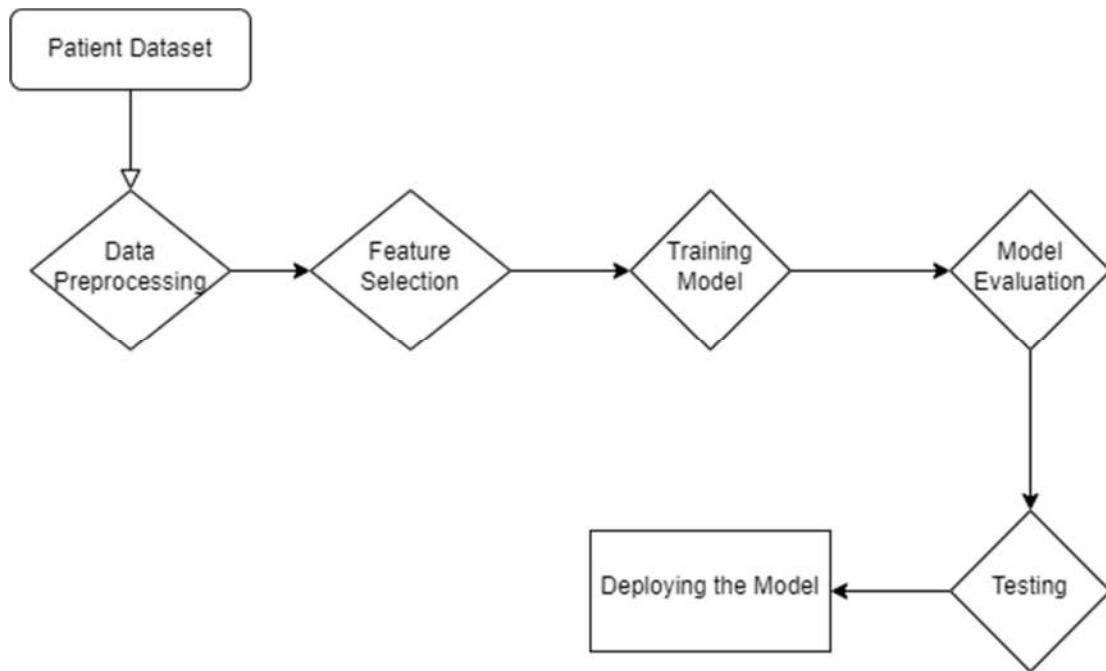 Patient Dataset
Data
Preprocessing
Feature
Selection
Training
Model
Model
Evaluation
Testing
Deploying the Model